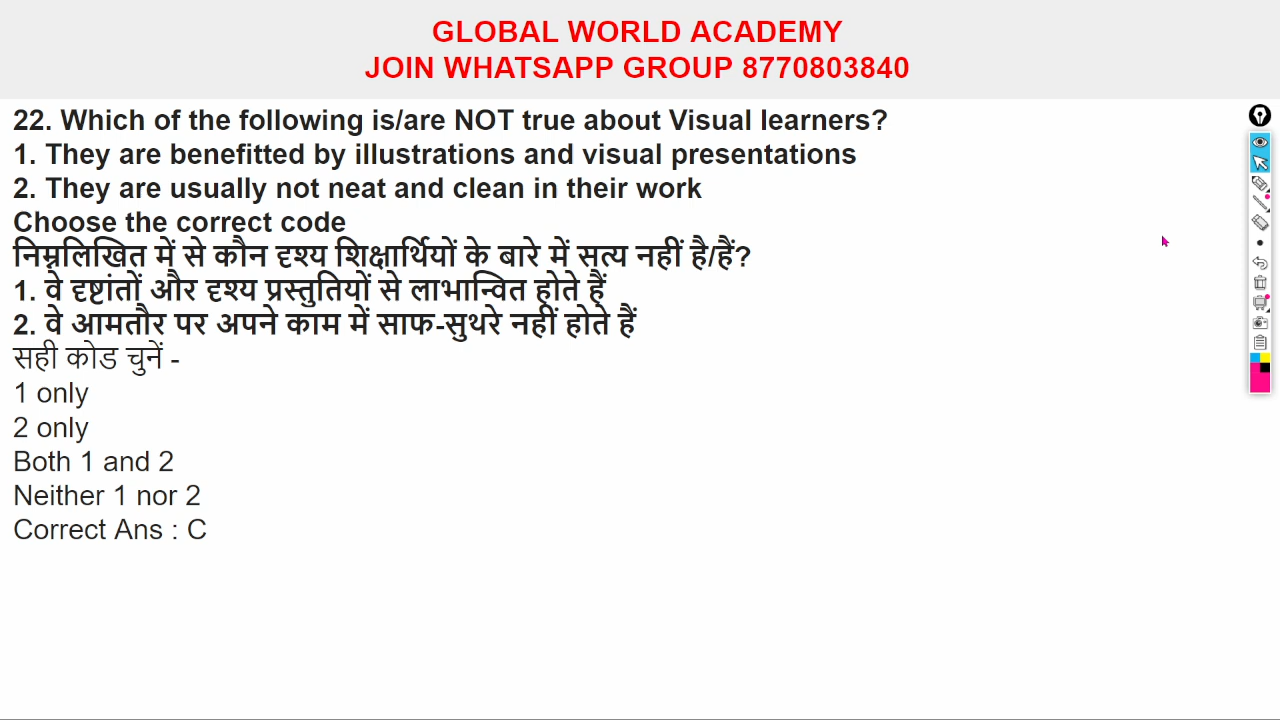 GLOBAL WORLD ACADEMY
JOIN WHATSAPP GROUP 8770803840
22. Which of the following is/are NOT true about Visual learners?
1. They are benefitted by illustrations and visual presentations
2. They are usually not neat and clean in their work
Choose the correct code
निम्नलिखित में से कौन दृश्य शिक्षार्थियों के बारे में सत्य नहीं है/हैं?
1. वे दृष्टांतों और दृश्य प्रस्तुतियों से लाभान्वित होते हैं
2. वे आमतौर पर अपने काम में साफ-सुथरे नहीं होते हैं
सही कोड चुनें -
1 only
2 only
Both 1 and 2
Neither 1 nor 2
Correct Ans : C